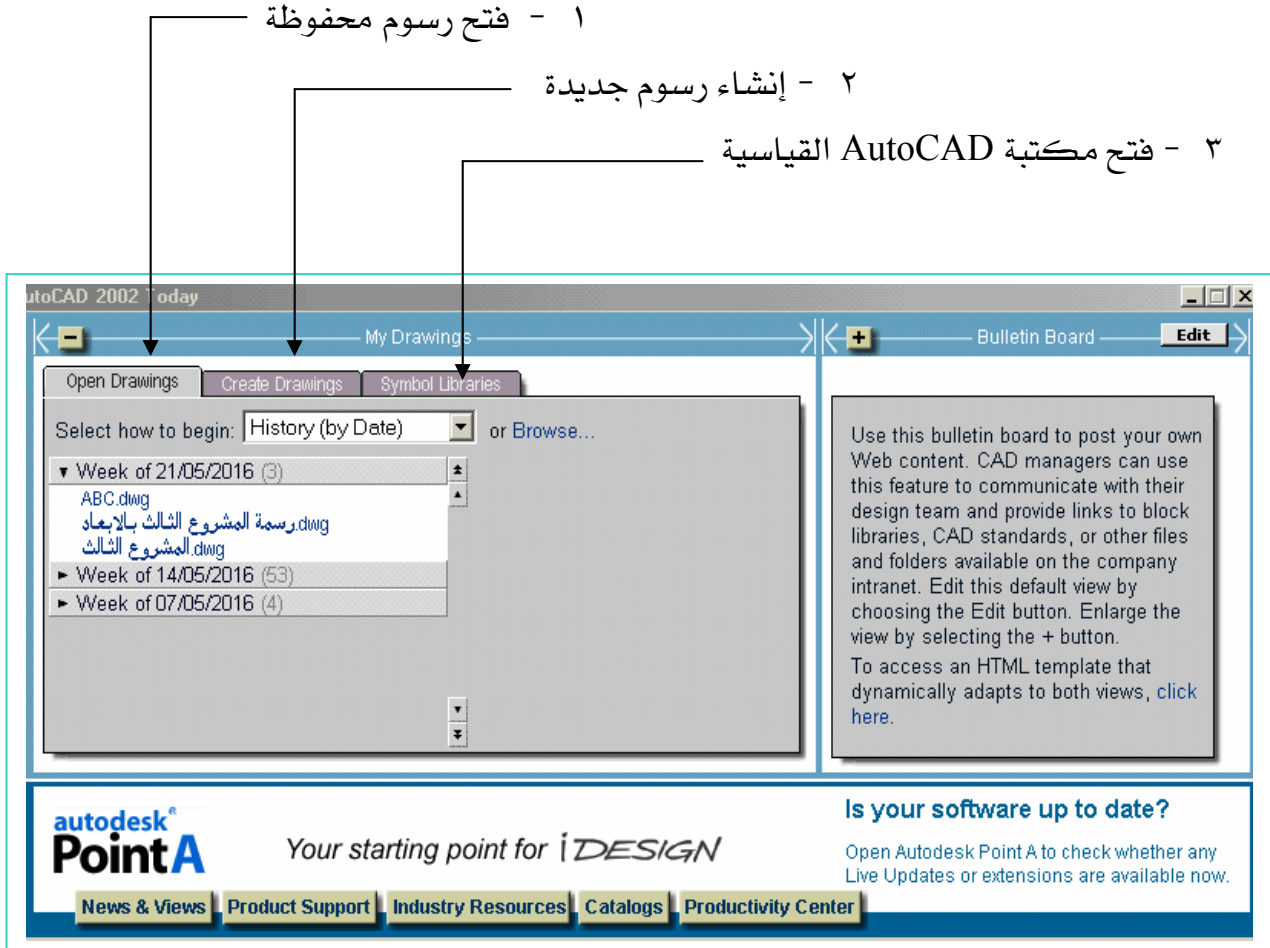 ١ - فتح رسوم محفوظة
٢ - إنشاء رسوم جديدة
٣ - فتح مكتبة AutoCAD القياسية
utoCAD 2002 Today
My Drawings
Bulletin Board
Edit
Open Drawings
Create Drawings
Symbol Libraries
Select how to begin: History (by Date) or Browse...
Week of 21/05/2016 (3)
ABC.dwg
رسمة المشروع الثالث بالابعاد.dwg
المشروع الثالث.dwg
Week of 14/05/2016 (53)
Week of 07/05/2016 (4)
Use this bulletin board to post your own
Web content. CAD managers can use
this feature to communicate with their
design team and provide links to block
libraries, CAD standards, or other files
and folders available on the company
intranet. Edit this default view by
choosing the Edit button. Enlarge the
view by selecting the + button.
To access an HTML template that
dynamically adapts to both views, click
here.
autodesk®
Point A
Your starting point for iDESIGN
Is your software up to date?
Open Autodesk Point A to check whether any
Live Updates or extensions are available now.
News & Views
Product Support
Industry Resources
Catalogs
Productivity Center